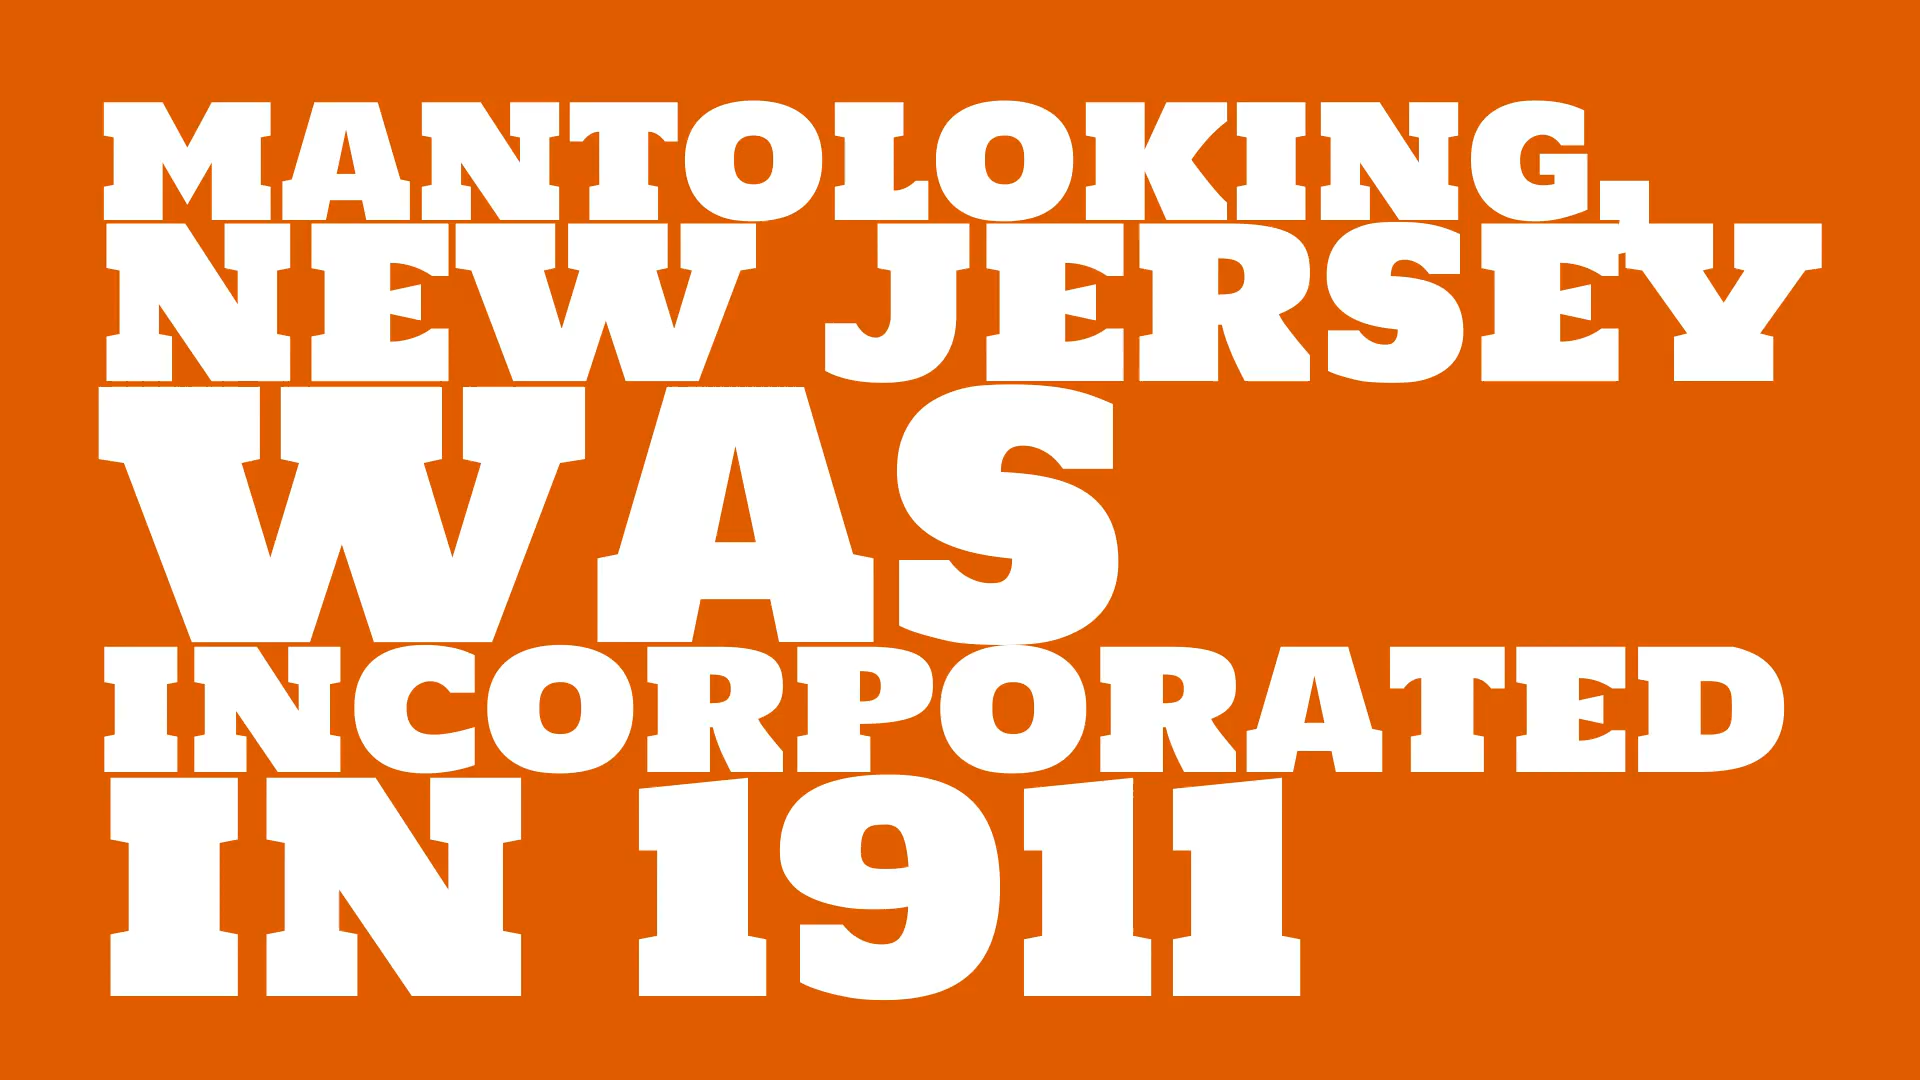 MANTOLOKING,
NEW JERSEY
WAS
INCORPORATED
IN 1911